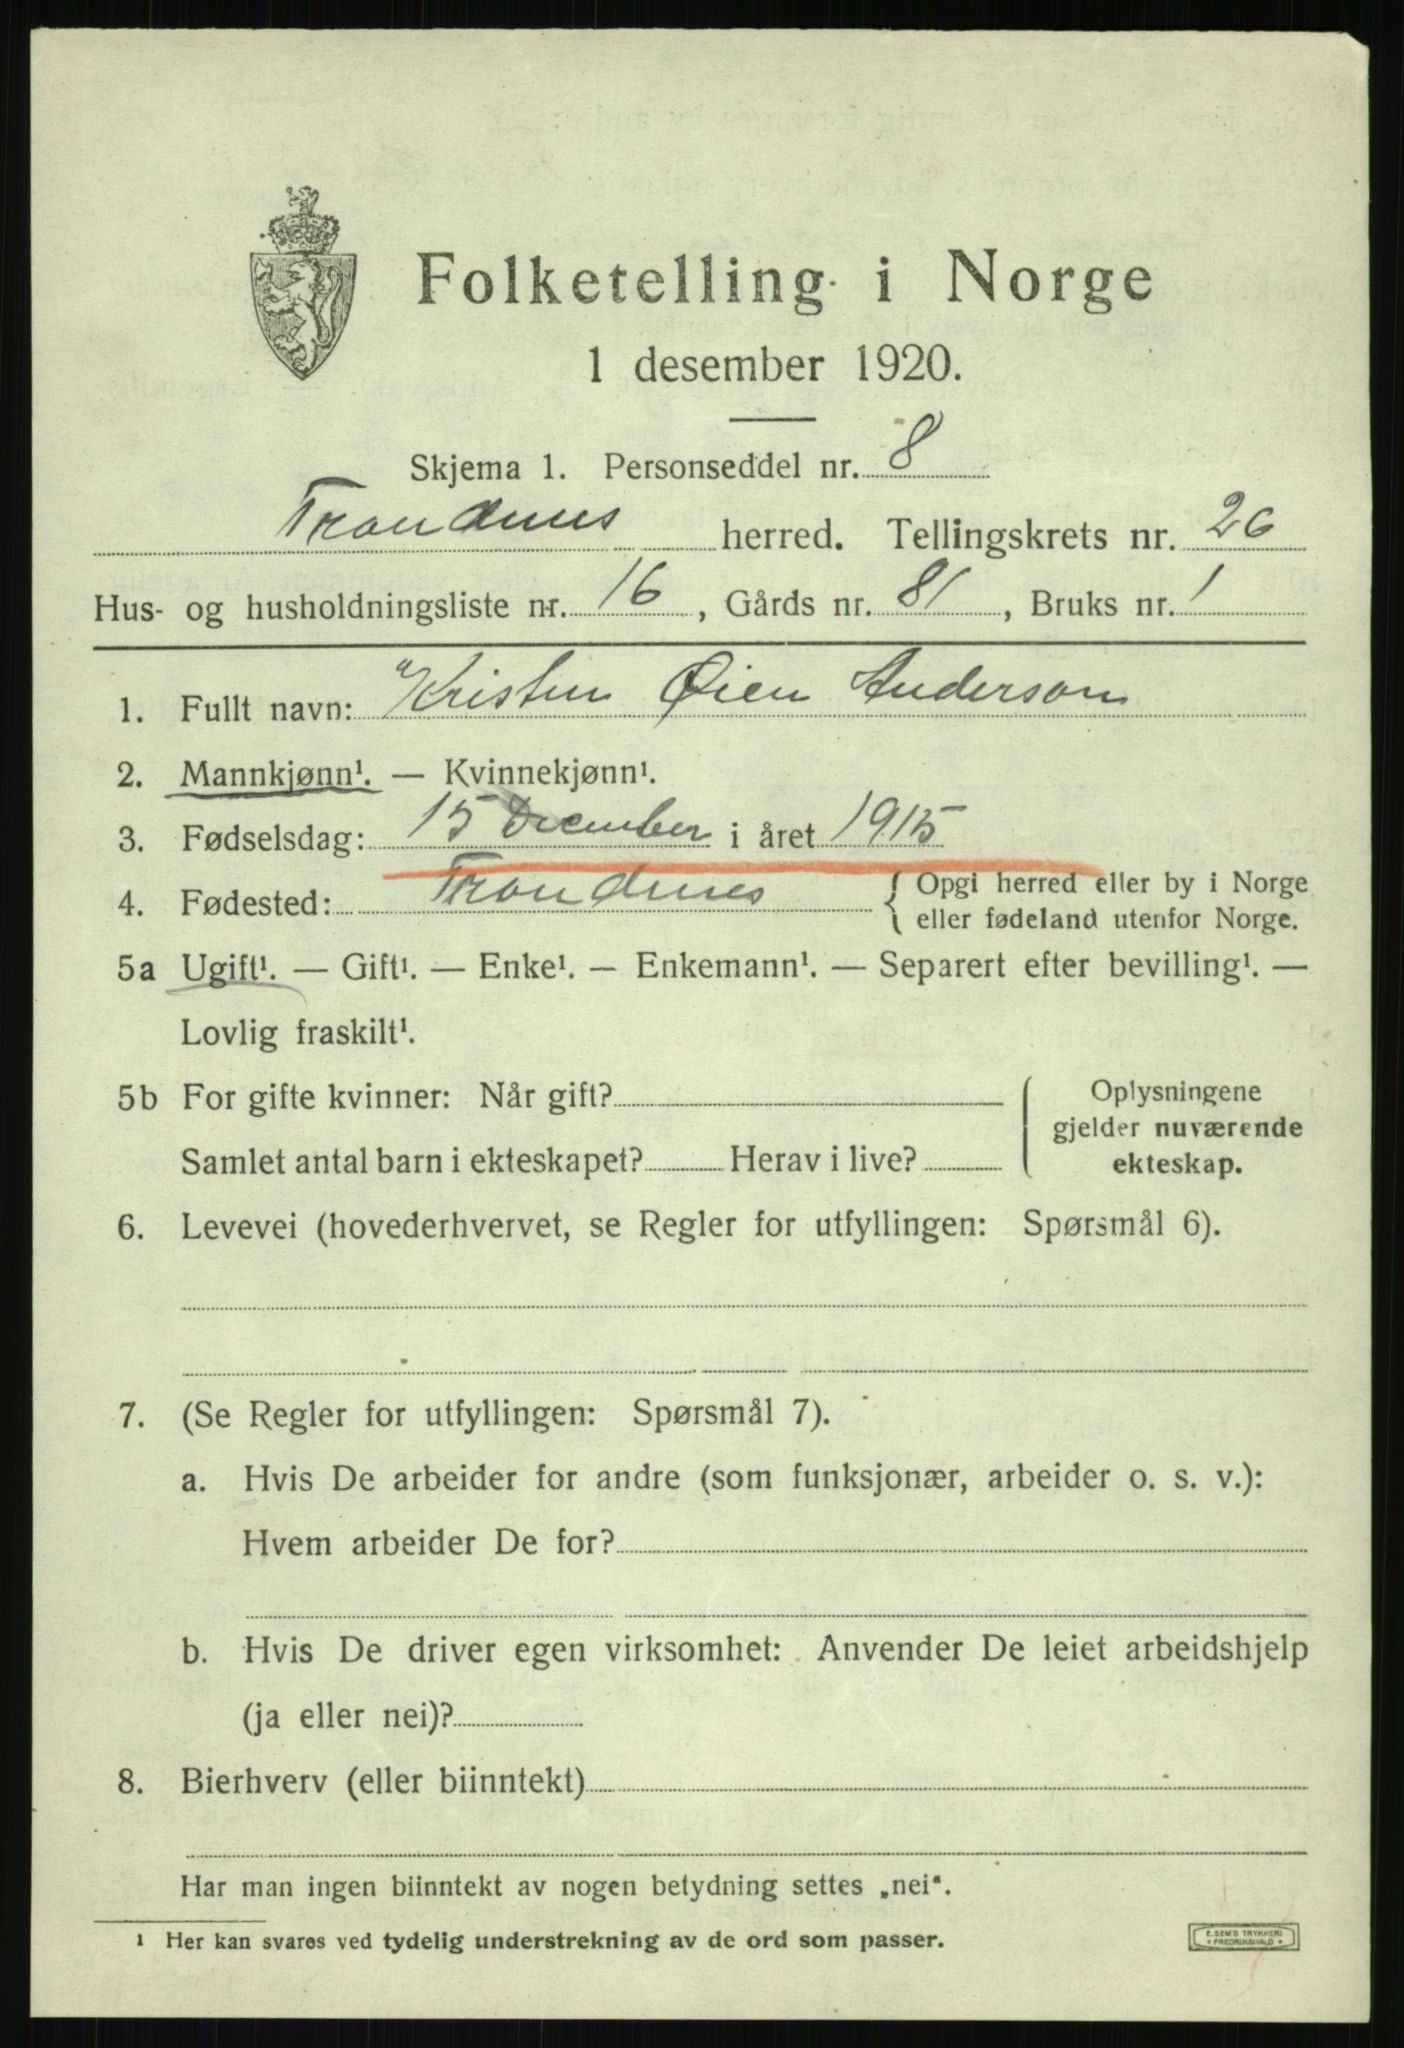 Folketelling i Norge
1 desember 1920.
Skjema 1. Personseddel nr. 8
Trondenes herred. Tellingskrets nr. 26
Hus- og husholdningsliste nr. 16, Gårds nr. 81, Bruks nr. 1
1. Fullt navn: Kristen Øien Anderson
2. Mannkjønn¹. — Kvinnekjønn¹.
3. Fødselsdag: 15 December i året 1915
4. Fødested: Trondenes { Opgi herred eller by i Norge
eller fødeland utenfor Norge.
5a Ugift¹. — Gift¹. — Enke¹. — Enkemann¹. — Separert efter bevilling¹. —
Lovlig fraskilt¹.
5b For gifte kvinner: Når gift? { Oplysningene
gjelder nuværende
Samlet antal barn i ekteskapet? Herav i live? ekteskap.
6. Levevei (hovederhvervet, se Regler for utfyllingen: Spørsmål 6).
7. (Se Regler for utfyllingen: Spørsmål 7).
a. Hvis De arbeider for andre (som funksjonær, arbeider o. s. v.):
Hvem arbeider De for?
b. Hvis De driver egen virksomhet: Anvender De leiet arbeidshjelp
(ja eller nei)?
8. Bierhverv (eller biinntekt)
Har man ingen biinntekt av nogen betydning settes „nei“.
¹ Her kan svares ved tydelig understrekning av de ord som passer.
E. SEM'S TRYKKERI
• FREDRIKSHALD •